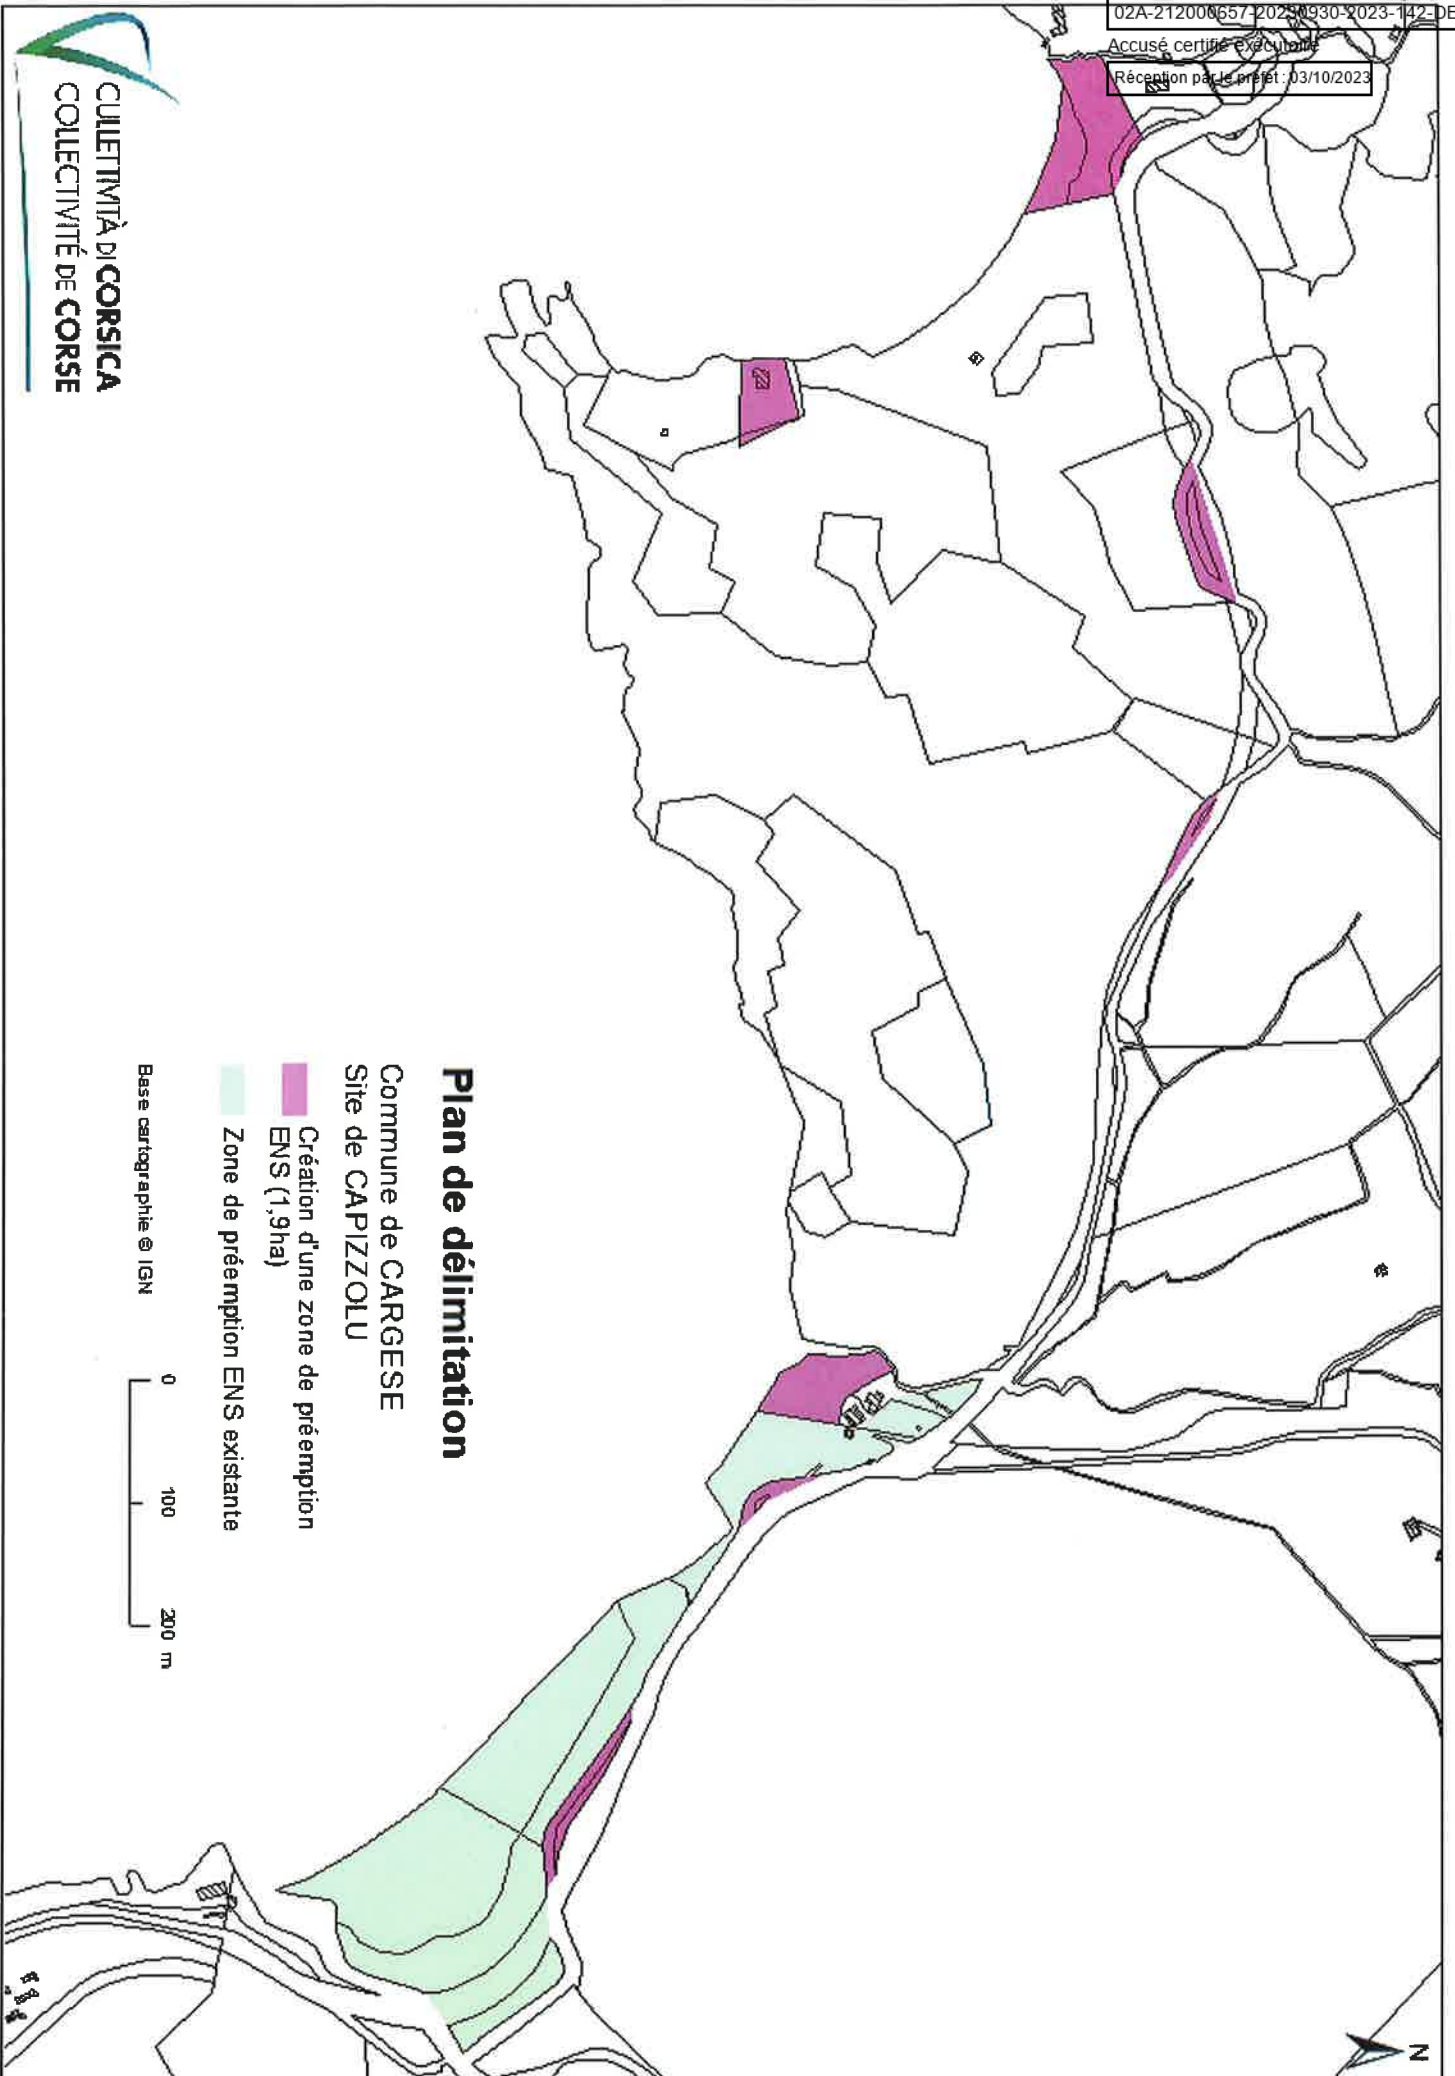 02A-212000657-20230930-2023-142-DE
Accusé certifié exécutoire
Réception par le préfet : 03/10/2023
CULLETTIVITÀ DI CORSICA
COLLECTIVITÉ DE CORSE
N
Plan de délimitation
Commune de CARGESE
Site de CAPIZZOLU
Création d'une zone de préemption
ENS (1,9ha)
Zone de préemption ENS existante
Base cartographie © IGN
0 100 200 m